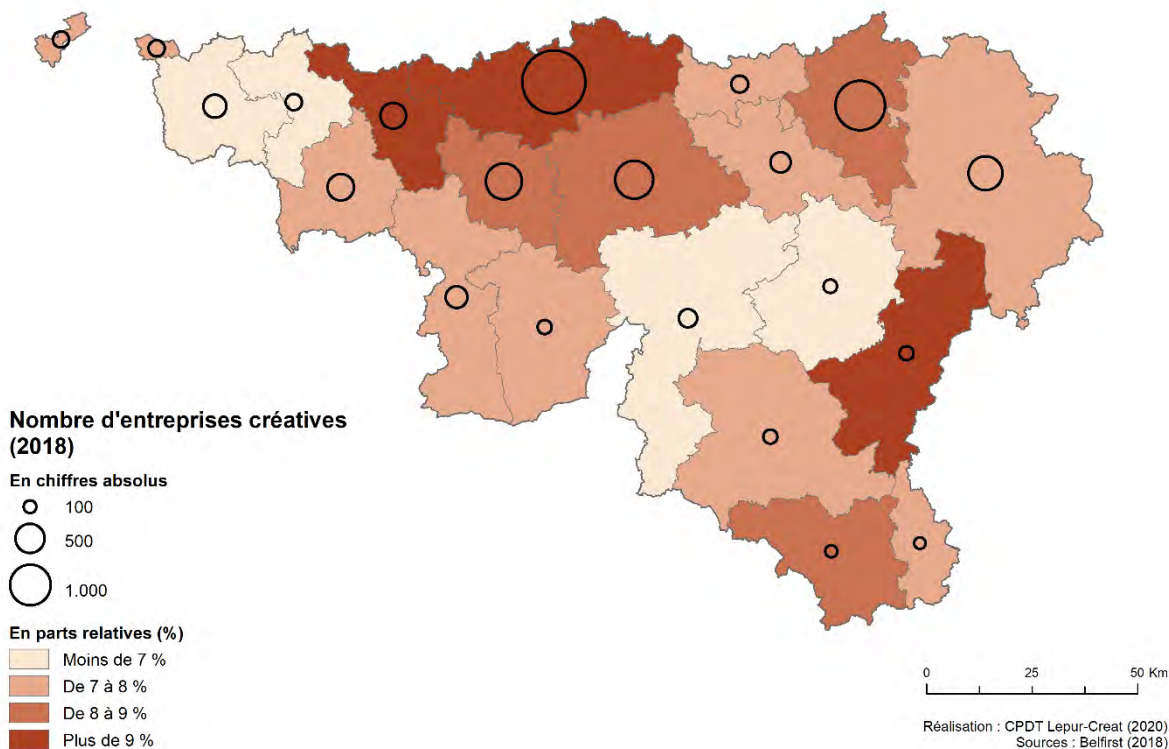 Nombre d'entreprises créatives
(2018)
En chiffres absolus
100
500
1.000
En parts relatives (%)
Moins de 7 %
De 7 à 8 %
De 8 à 9 %
Plus de 9 %
0 25 50 Km
Réalisation : CPDT Lepur-Creat (2020)
Sources : Belfirst (2018)